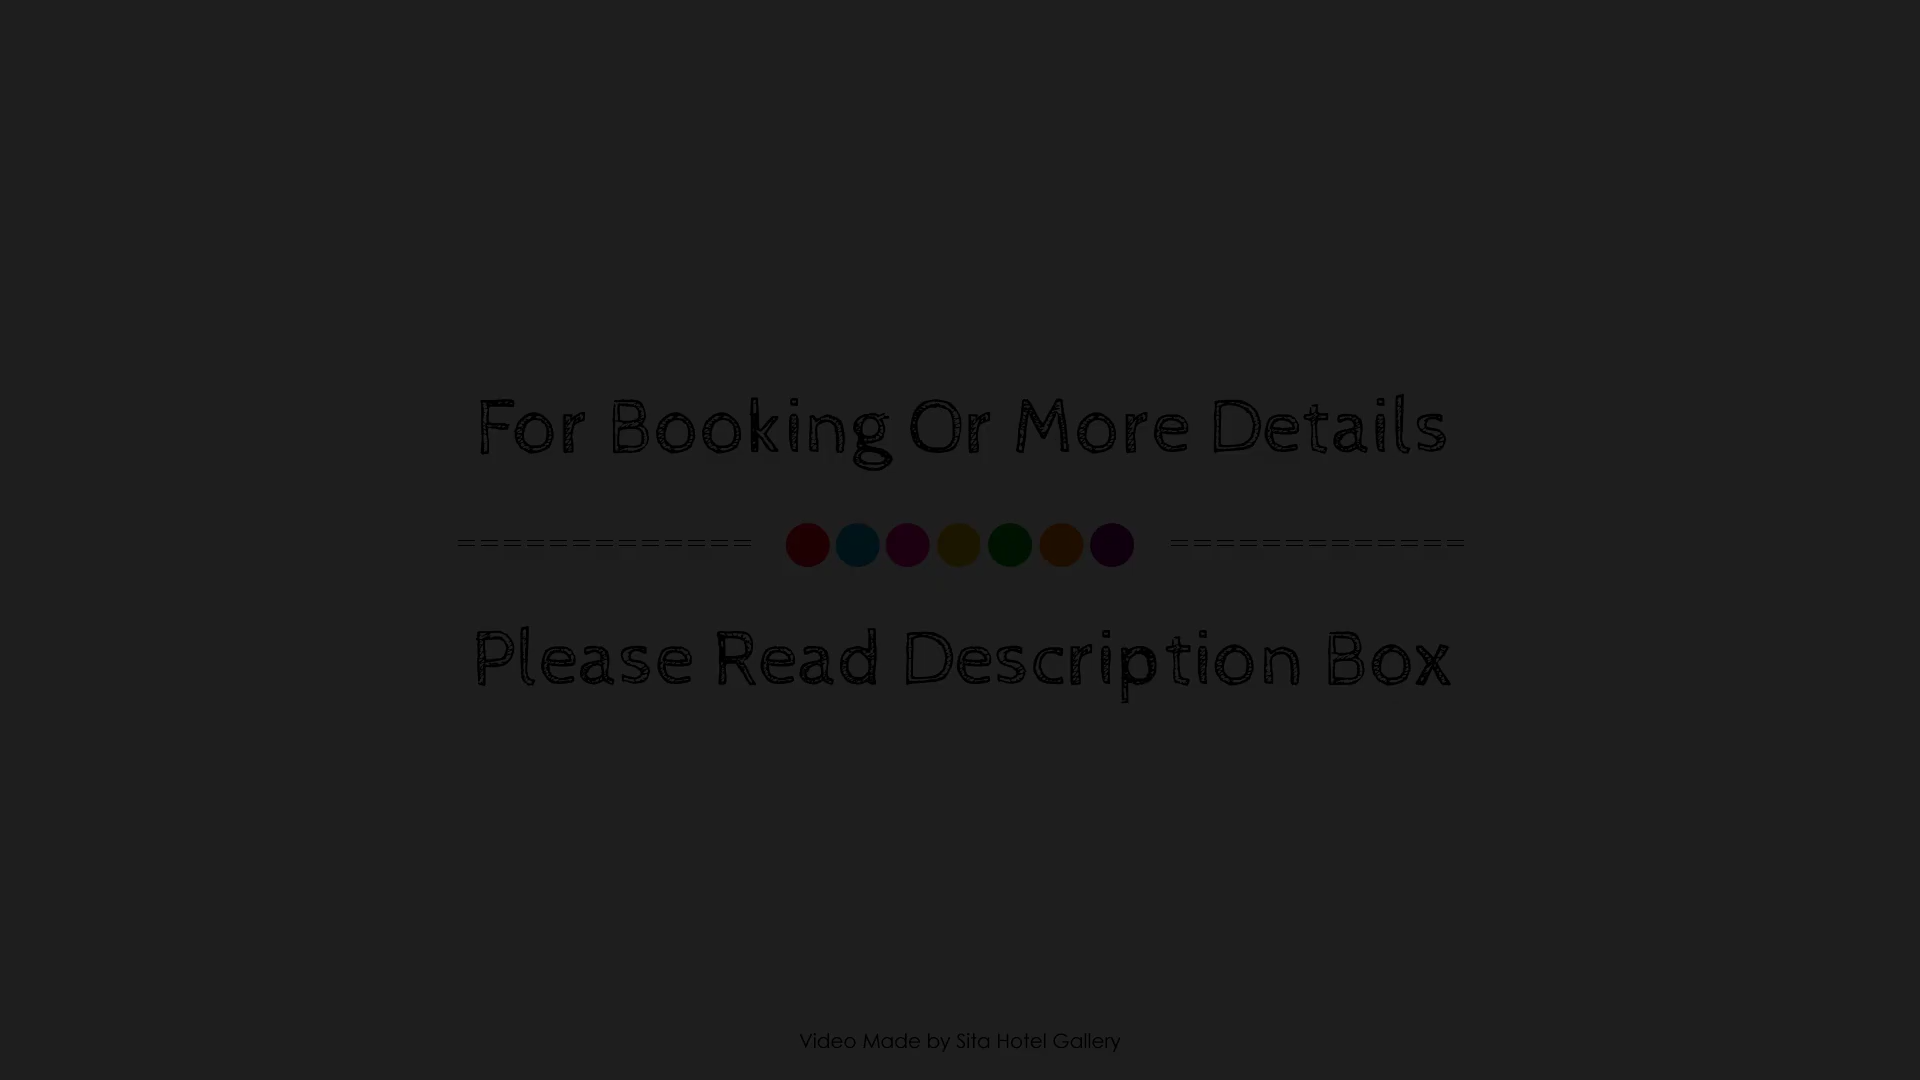 For Booking Or More Details
============= =============
Please Read Description Box
Video Made by Sita Hotel Gallery